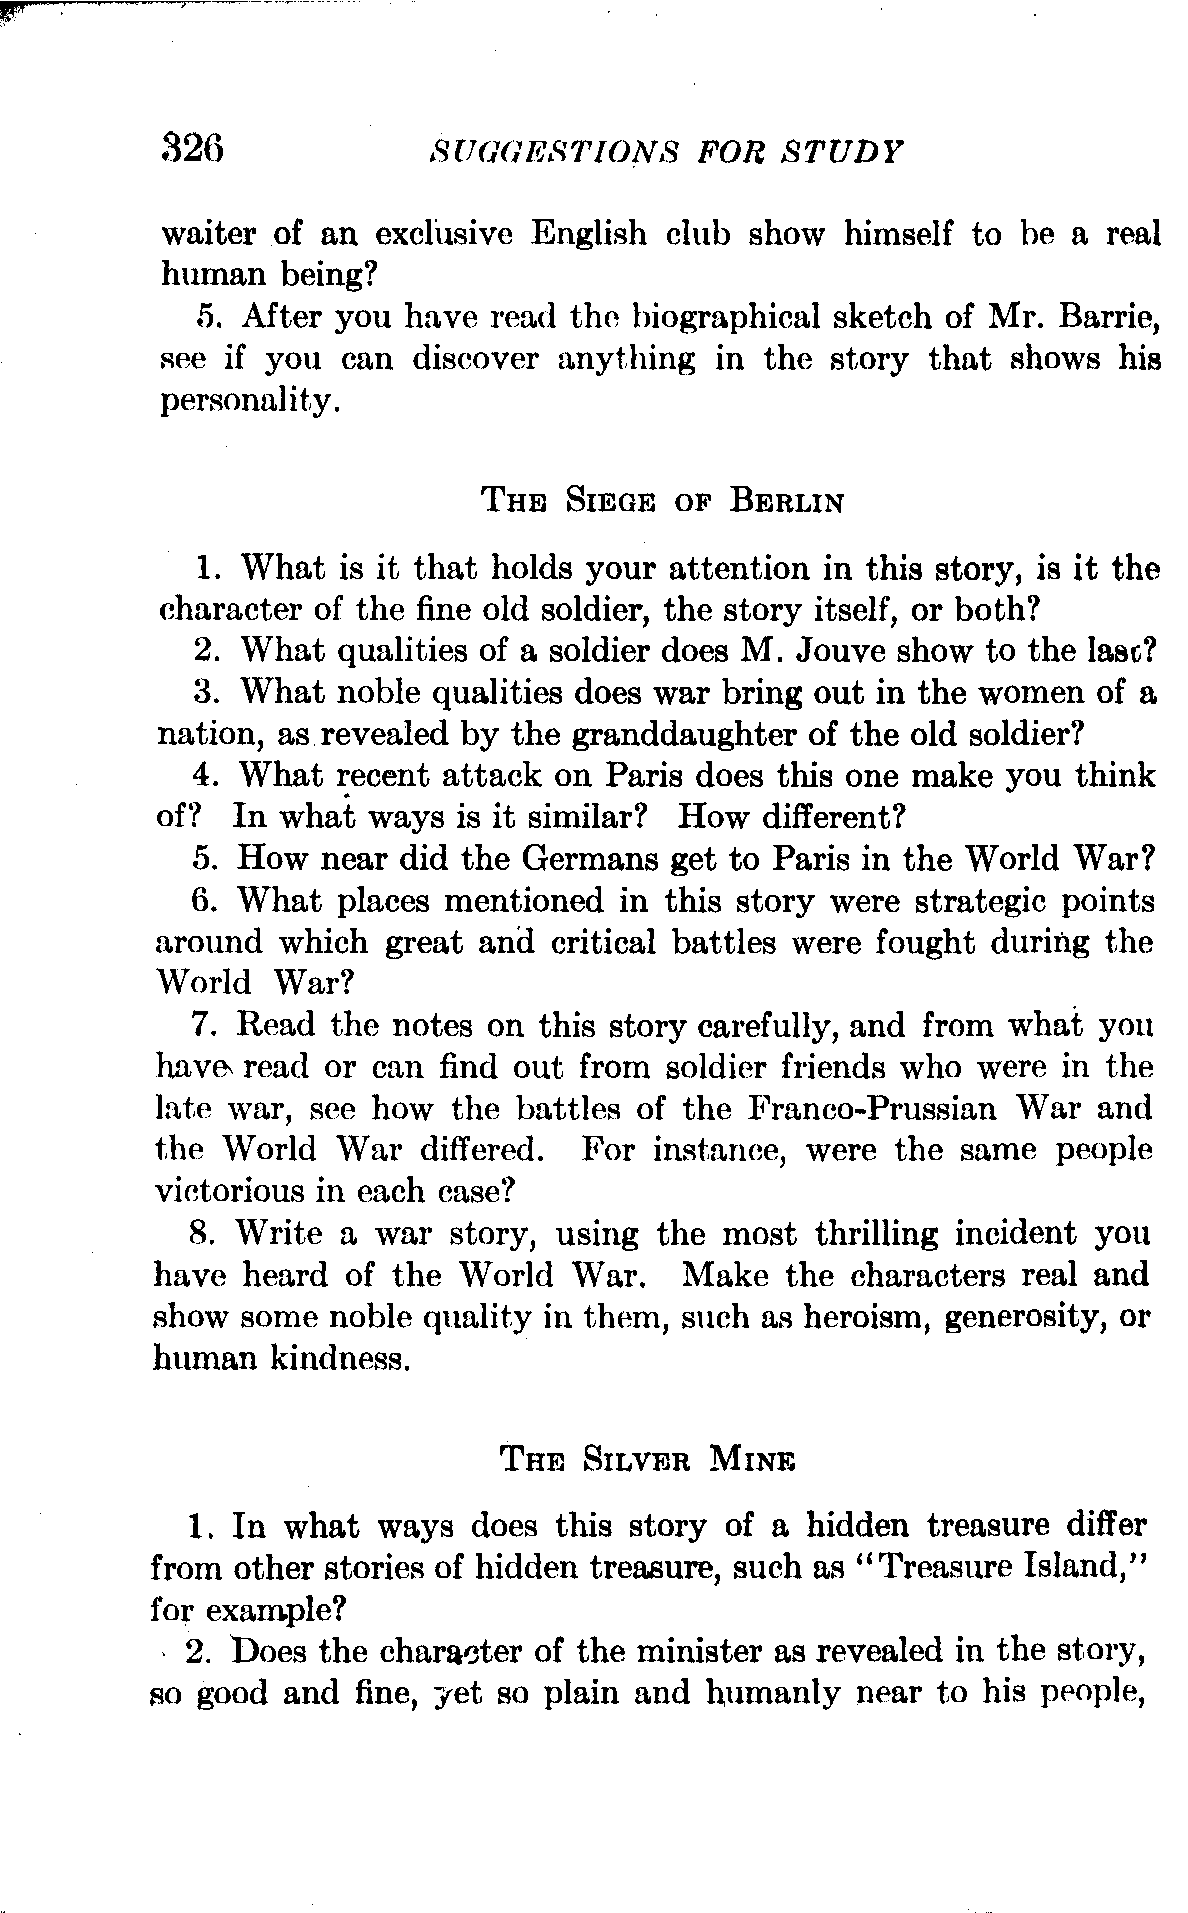 326 SUGGESTIONS FOR STUDY
waiter of an exclusive English club show himself to be a real
human being?
5. After you have read the biographical sketch of Mr. Barrie,
see if you can discover anything in the story that shows his
personality.
THE SIEGE OF BERLIN
1. What is it that holds your attention in this story, is it the
character of the fine old soldier, the story itself, or both?
2. What qualities of a soldier does M. Jouve show to the last?
3. What noble qualities does war bring out in the women of a
nation, as revealed by the granddaughter of the old soldier?
4. What recent attack on Paris does this one make you think
of? In what ways is it similar? How different?
5. How near did the Germans get to Paris in the World War?
6. What places mentioned in this story were strategic points
around which great and critical battles were fought during the
World War?
7. Read the notes on this story carefully, and from what you
have read or can find out from soldier friends who were in the
late war, see how the battles of the Franco-Prussian War and
the World War differed. For instance, were the same people
victorious in each case?
8. Write a war story, using the most thrilling incident you
have heard of the World War. Make the characters real and
show some noble quality in them, such as heroism, generosity, or
human kindness.
THE SILVER MINE
1. In what ways does this story of a hidden treasure differ
from other stories of hidden treasure, such as "Treasure Island,"
for example?
2. Does the character of the minister as revealed in the story,
so good and fine, yet so plain and humanly near to his people,